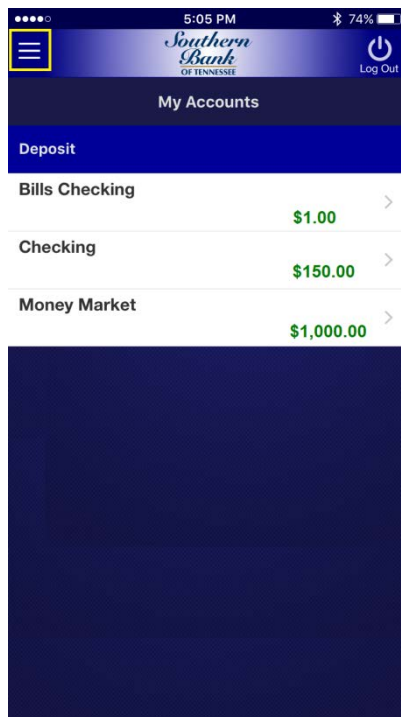 5:05 PM
74%
Southern
Bank
OF TENNESSEE
Log Out
My Accounts
Deposit
Bills Checking
$1.00
Checking
$150.00
Money Market
$1,000.00